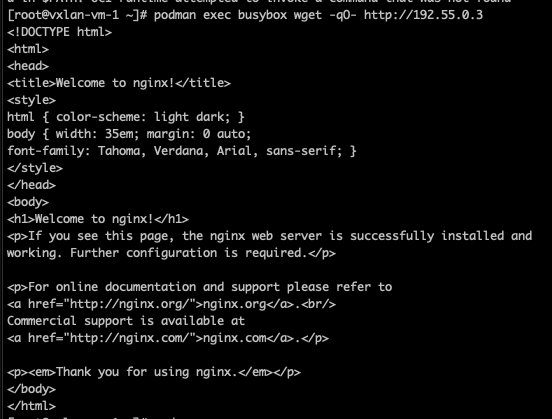 [root@vxlan-vm-1 ~]# podman exec busybox wget -qO- http://192.55.0.3
<!DOCTYPE html>
<html>
<head>
<title>Welcome to nginx!</title>
<style>
html { color-scheme: light dark; }
body { width: 35em; margin: 0 auto;
font-family: Tahoma, Verdana, Arial, sans-serif; }
</style>
</head>
<body>
<h1>Welcome to nginx!</h1>
<p>If you see this page, the nginx web server is successfully installed and
working. Further configuration is required.</p>

<p>For online documentation and support please refer to
<a href="http://nginx.org/">nginx.org</a>.<br/>
Commercial support is available at
<a href="http://nginx.com/">nginx.com</a>.</p>

<p><em>Thank you for using nginx.</em></p>
</body>
</html>